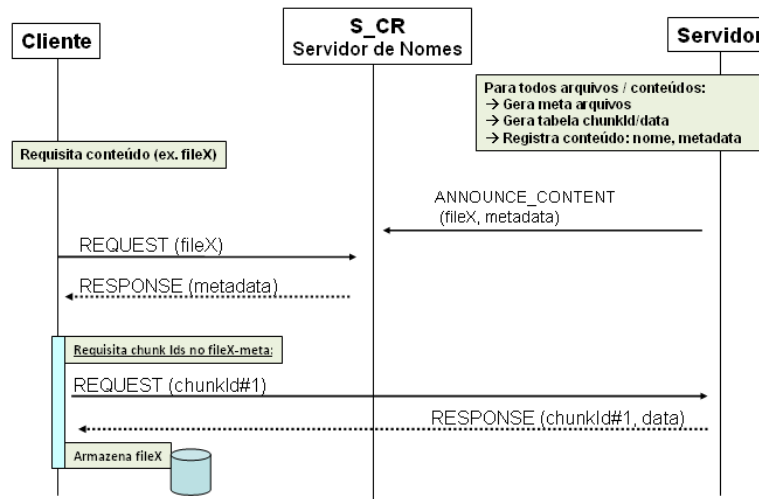 Cliente
S_CR
Servidor de Nomes
Servidor
Para todos arquivos / conteúdos:
→ Gera meta arquivos
→ Gera tabela chunkId/data
→ Registra conteúdo: nome, metadata
Requisita conteúdo (ex. fileX)
ANNOUNCE_CONTENT
(fileX, metadata)
REQUEST (fileX)
RESPONSE (metadata)
Requisita chunk Ids no fileX-meta:
REQUEST (chunkId#1)
RESPONSE (chunkId#1, data)
Armazena fileX